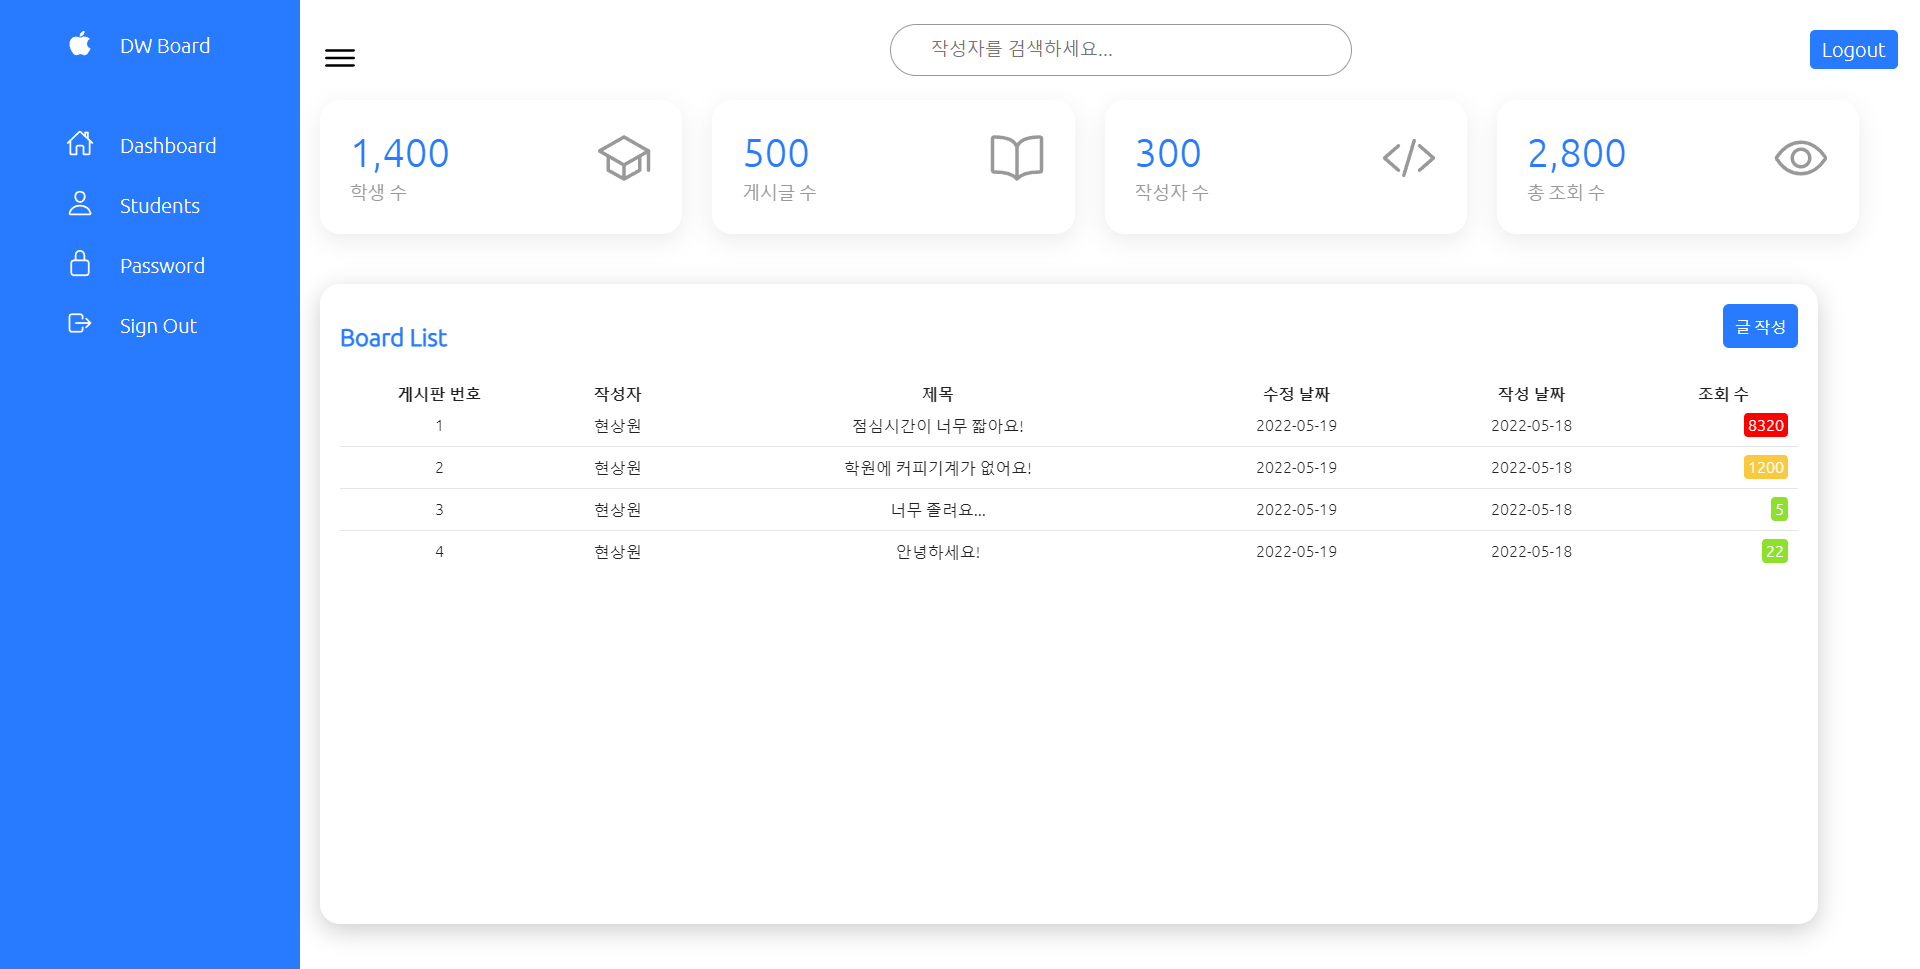 DW Board
Dashboard
Students
Password
Sign Out
작성자를 검색하세요...
Logout
1,400
학생 수
500
게시글 수
300
작성자 수
2,800
총 조회 수
Board List
글 작성
게시판 번호 작성자 제목 수정 날짜 작성 날짜 조회 수
1 현상원 점심시간이 너무 짧아요! 2022-05-19 2022-05-18 8320
2 현상원 학원에 커피기계가 없어요! 2022-05-19 2022-05-18 1200
3 현상원 너무 졸려요... 2022-05-19 2022-05-18 5
4 현상원 안녕하세요! 2022-05-19 2022-05-18 22